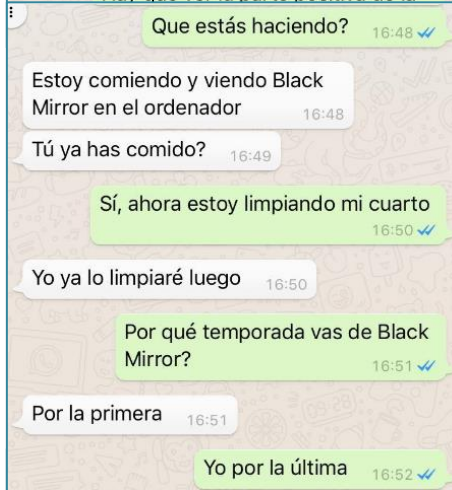 Que estás haciendo? 16:48
Estoy comiendo y viendo Black
Mirror en el ordenador 16:48
Tú ya has comido? 16:49
Sí, ahora estoy limpiando mi cuarto
16:50
Yo ya lo limpiaré luego 16:50
Por qué temporada vas de Black
Mirror? 16:51
Por la primera 16:51
Yo por la última 16:52